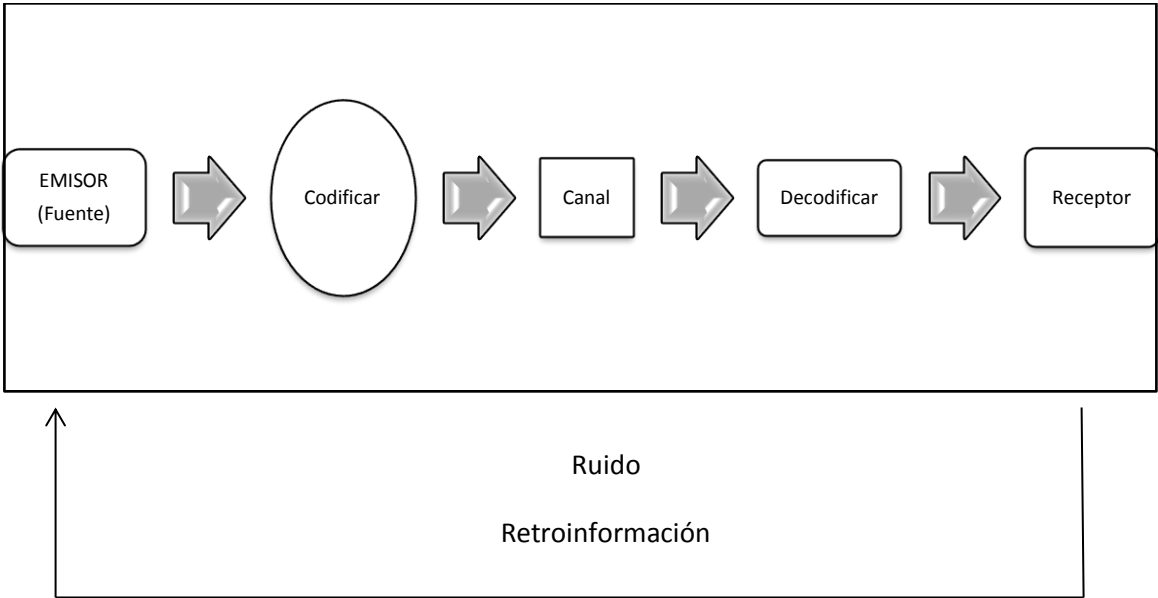 EMISOR
(Fuente)
Codificar
Canal
Decodificar
Receptor
Ruido
Retroinformación